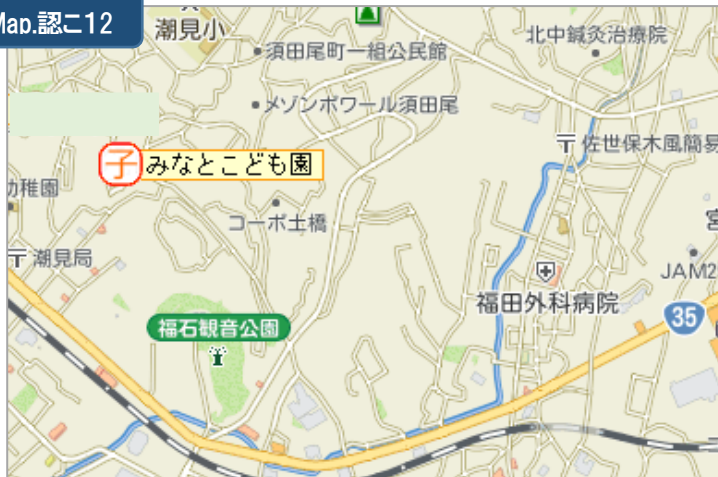 Map.認こ12
潮見小
須田尾町一組公民館
北中鍼灸治療院
メゾンボワール須田尾
〒佐世保木風簡易
子 みなとこども園
幼稚園
コーポ土橋
宮
〒潮見局
JAM2
福田外科病院
35
福石観音公園